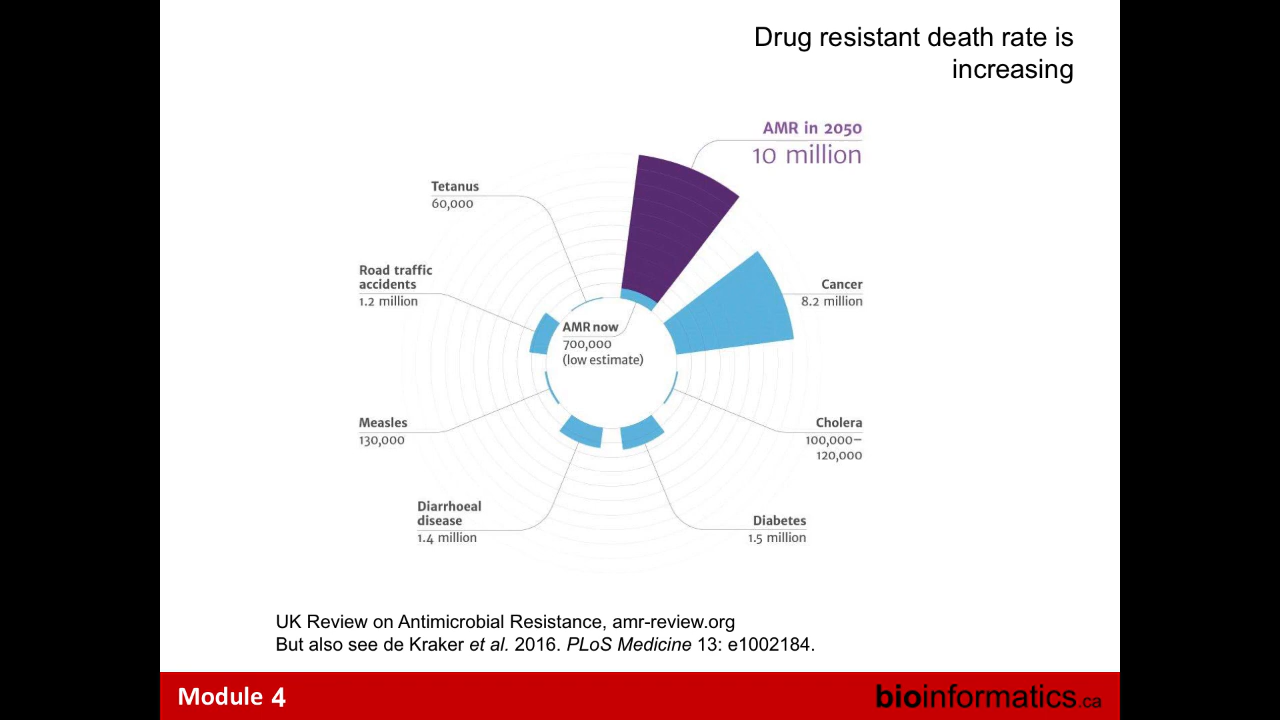 Drug resistant death rate is
increasing
AMR in 2050
10 million
Tetanus
60,000
Road traffic
accidents
1.2 million
Cancer
8.2 million
AMR now
700,000
(low estimate)
Measles
130,000
Cholera
100,000–
120,000
Diarrhoeal
disease
1.4 million
Diabetes
1.5 million
UK Review on Antimicrobial Resistance, amr-review.org
But also see de Kraker et al. 2016. PLoS Medicine 13: e1002184.
Module 4
bioinformatics.ca